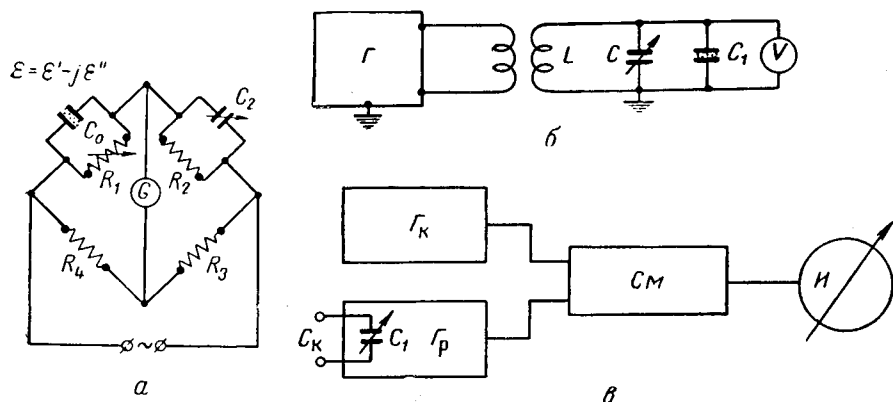 ε = ε' - jε"
C₀
R₁
C₂
R₂
G
R₄
R₃
~
а
Г
L
C
C₁
V
б
Гк
См
И
Cк
C₁
Гр
в